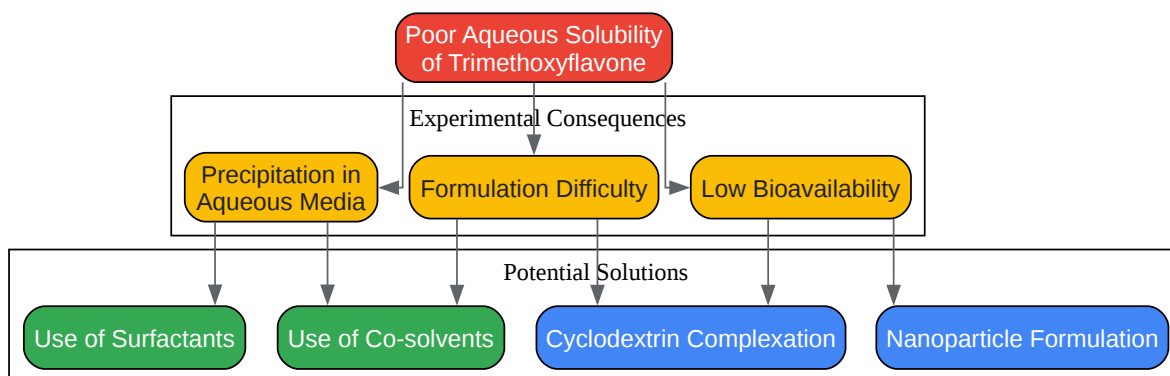 Poor Aqueous Solubility
of Trimethoxyflavone
Experimental Consequences
Precipitation in
Aqueous Media
Formulation Difficulty
Low Bioavailability
Potential Solutions
Use of Surfactants
Use of Co-solvents
Cyclodextrin Complexation
Nanoparticle Formulation